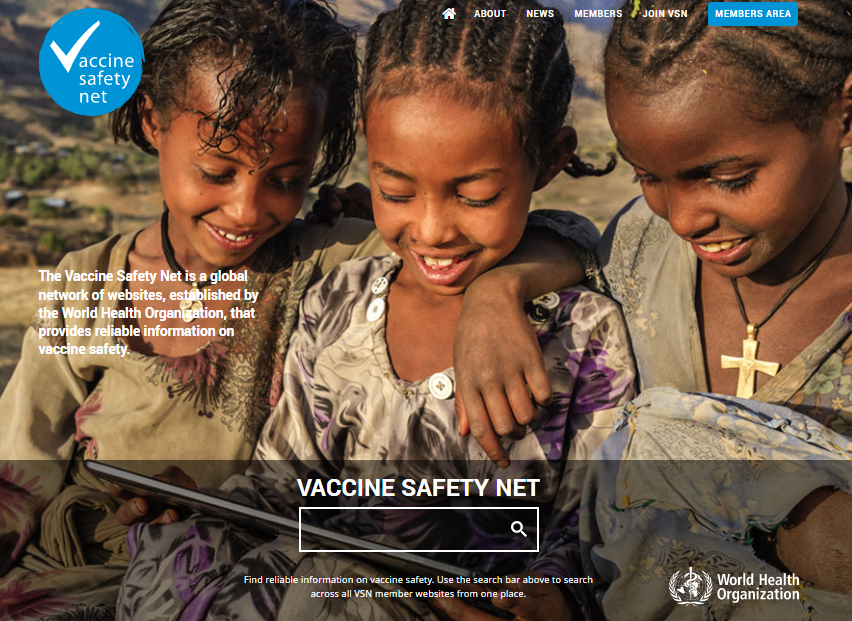 ABOUT NEWS MEMBERS JOIN VSN MEMBERS AREA
vaccine
safety
net
The Vaccine Safety Net is a global
network of websites, established by
the World Health Organization, that
provides reliable information on
vaccine safety.
VACCINE SAFETY NET
Find reliable information on vaccine safety. Use the search bar above to search
across all VSN member websites from one place.
World Health
Organization